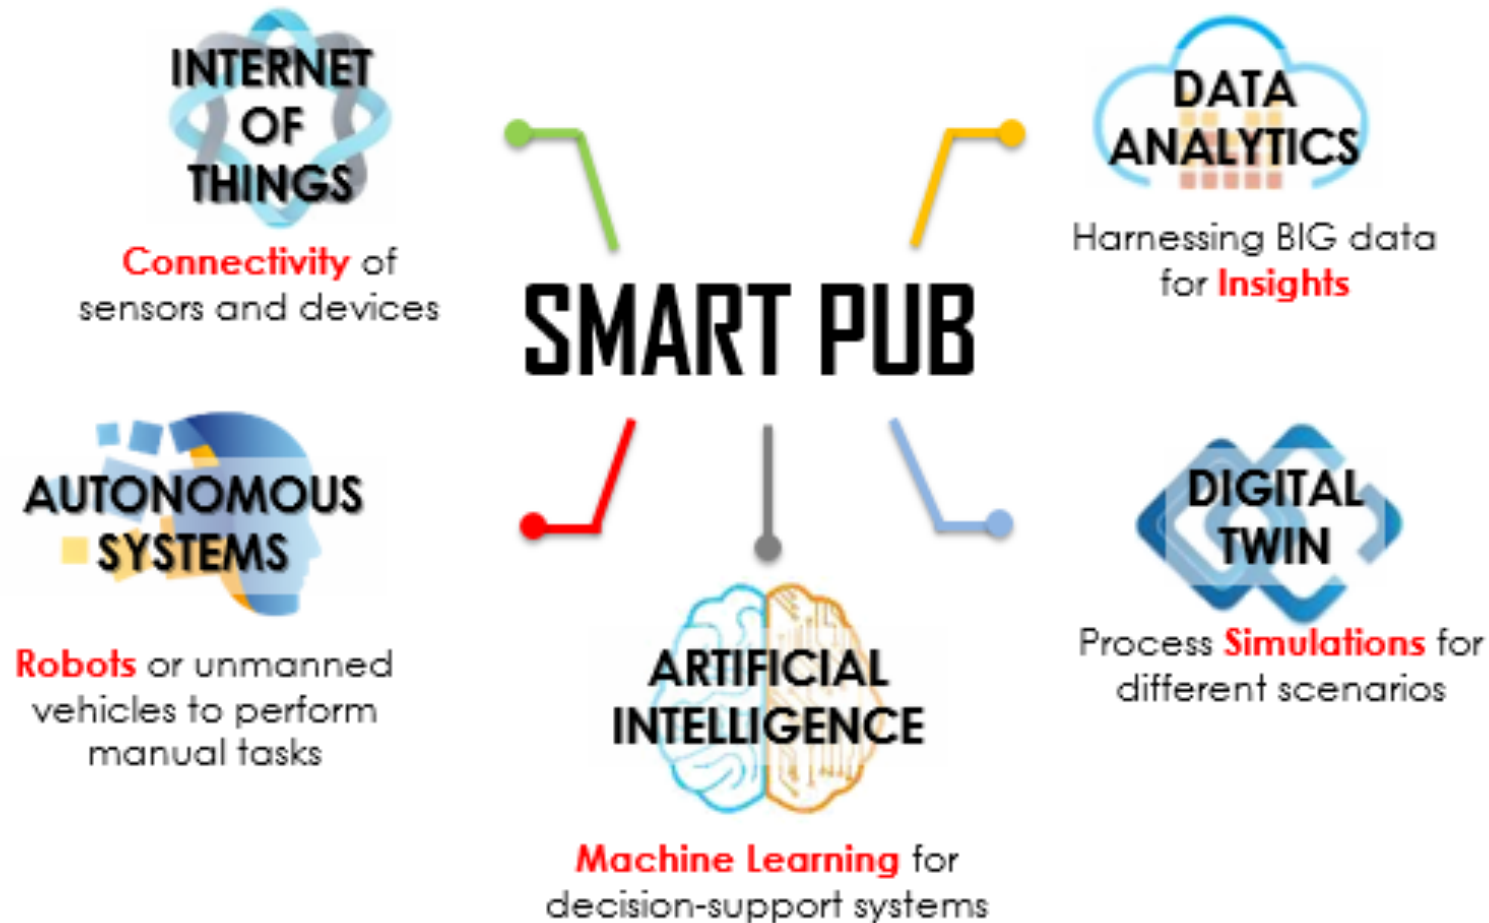 INTERNET
OF
THINGS
Connectivity of
sensors and devices
DATA
ANALYTICS
Harnessing BIG data
for Insights
SMART PUB
AUTONOMOUS
SYSTEMS
Robots or unmanned
vehicles to perform
manual tasks
ARTIFICIAL
INTELLIGENCE
Machine Learning for
decision-support systems
DIGITAL
TWIN
Process Simulations for
different scenarios